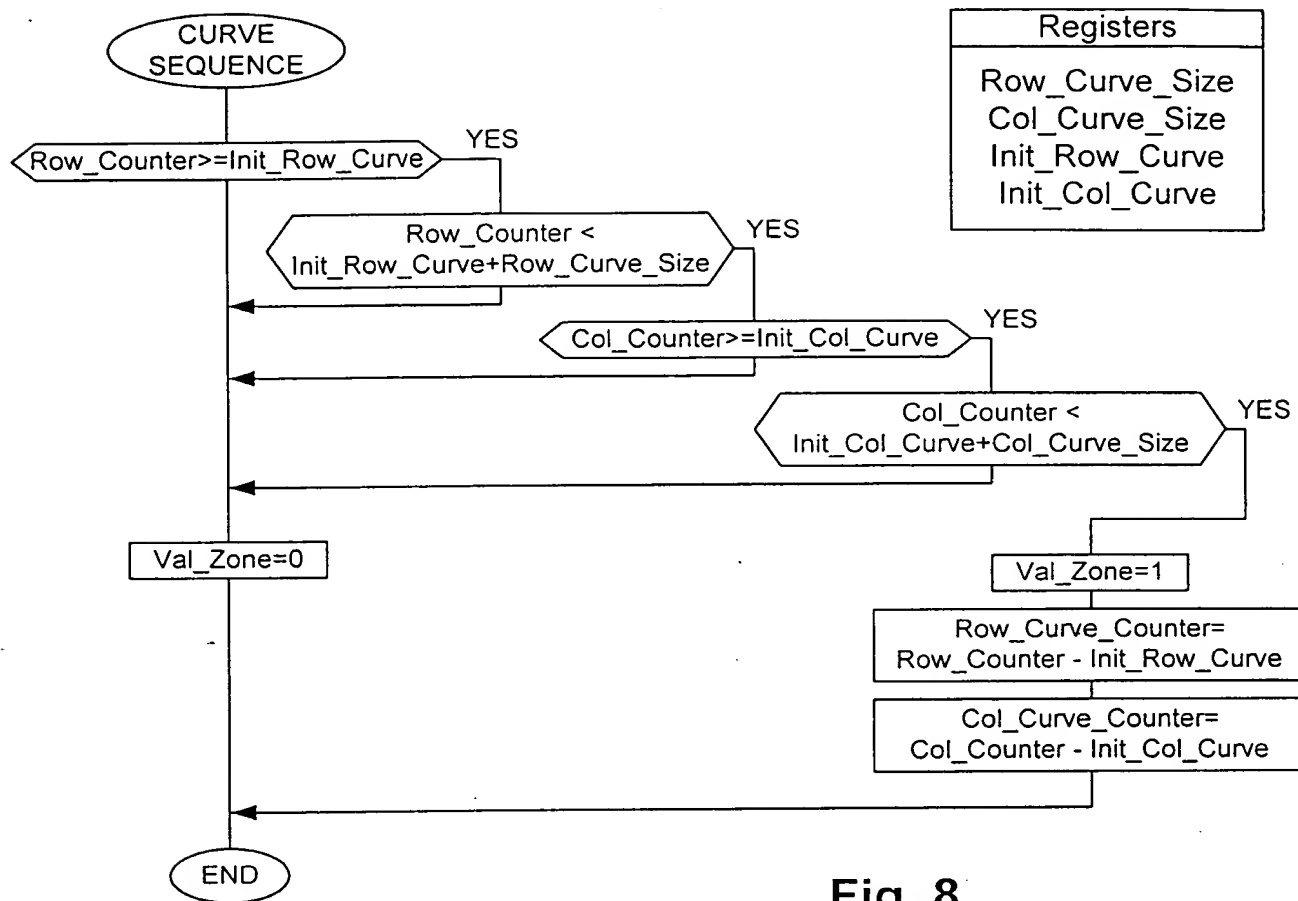 CURVE
SEQUENCE
Registers
Row_Curve_Size
Col_Curve_Size
Init_Row_Curve
Init_Col_Curve
Row_Counter>=Init_Row_Curve
YES
Row_Counter <
Init_Row_Curve+Row_Curve_Size
YES
Col_Counter>=Init_Col_Curve
YES
Col_Counter <
Init_Col_Curve+Col_Curve_Size
YES
Val_Zone=0
Val_Zone=1
Row_Curve_Counter=
Row_Counter - Init_Row_Curve
Col_Curve_Counter=
Col_Counter - Init_Col_Curve
END
Fig. 8